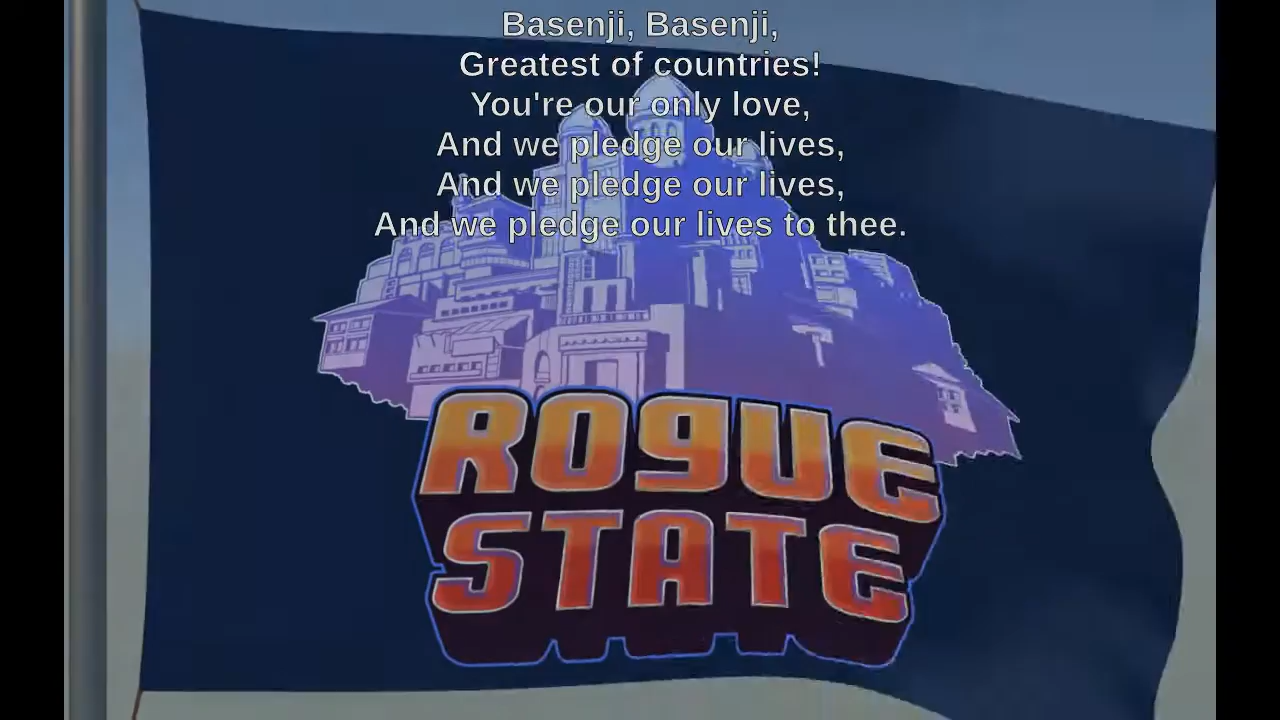 Basenji, Basenji,
Greatest of countries!
You're our only love,
And we pledge our lives,
And we pledge our lives,
And we pledge our lives to thee.
ROGUE
STATE